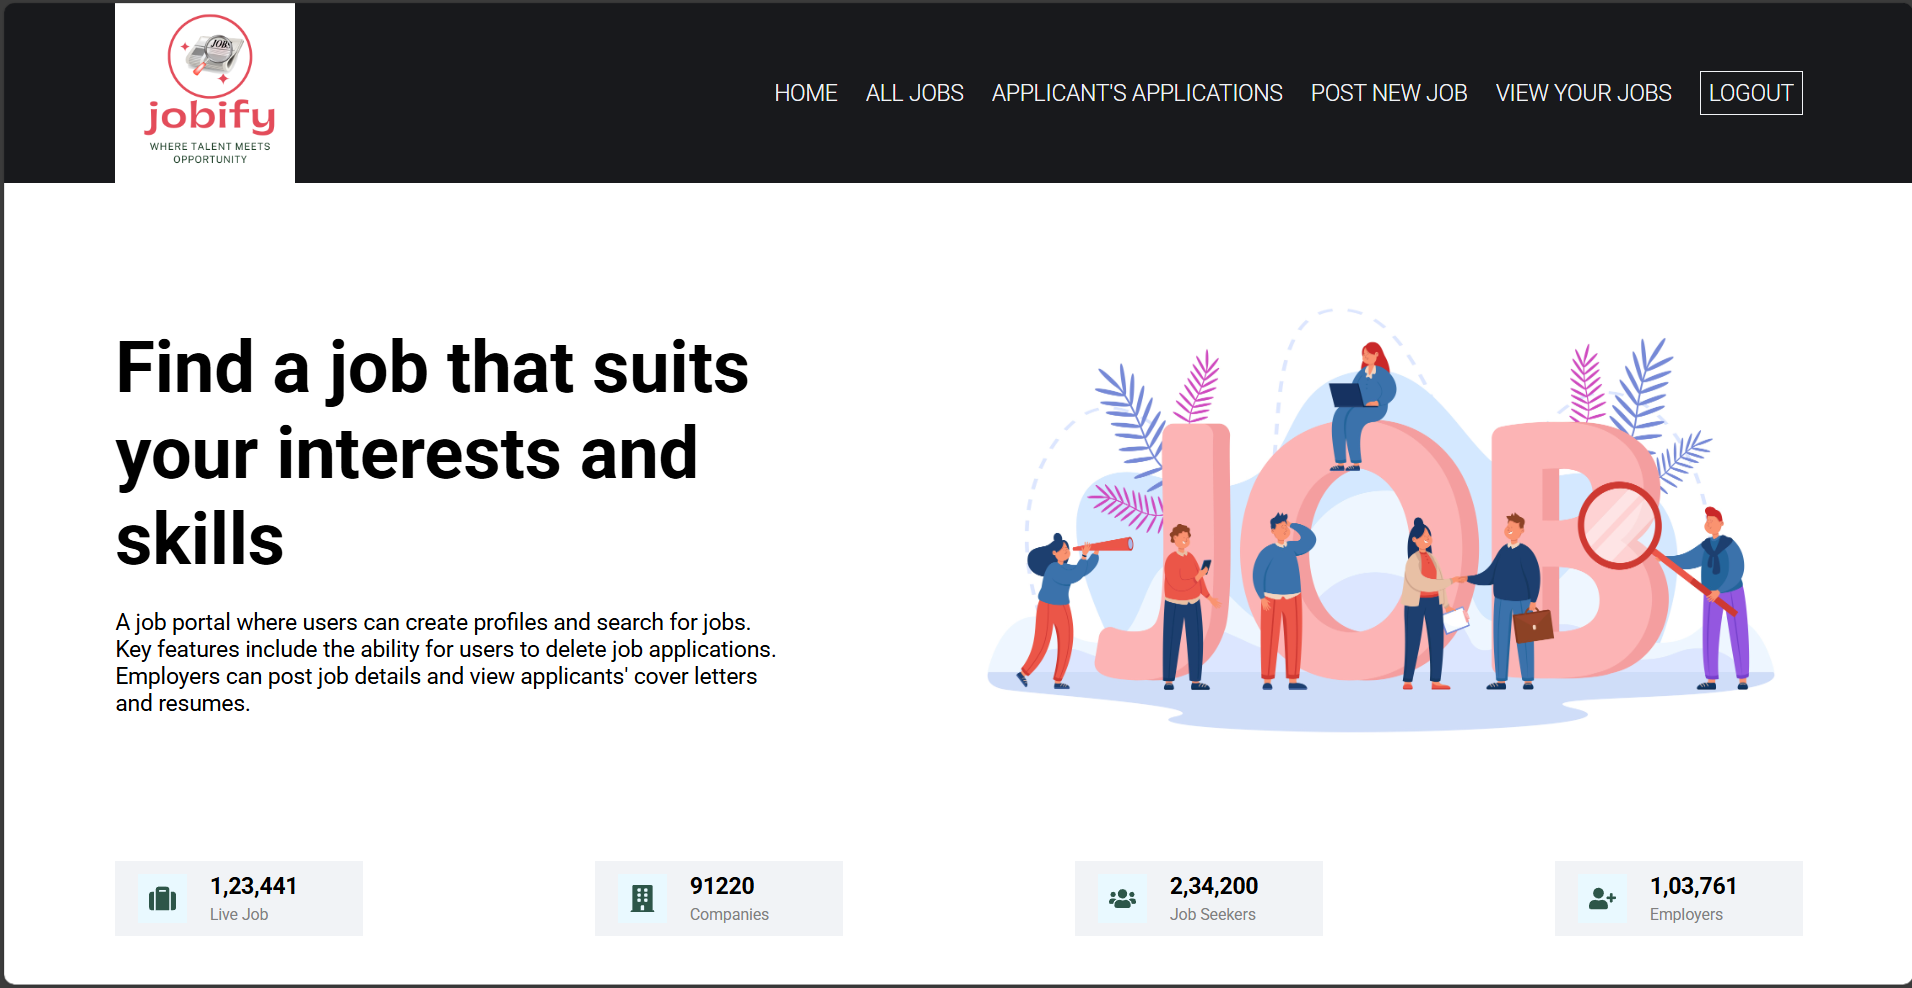 JOBS
jobify
WHERE TALENT MEETS
OPPORTUNITY
HOME ALL JOBS APPLICANT'S APPLICATIONS POST NEW JOB VIEW YOUR JOBS LOGOUT
Find a job that suits
your interests and
skills
A job portal where users can create profiles and search for jobs.
Key features include the ability for users to delete job applications.
Employers can post job details and view applicants' cover letters
and resumes.
JOB
1,23,441
Live Job
91220
Companies
2,34,200
Job Seekers
1,03,761
Employers